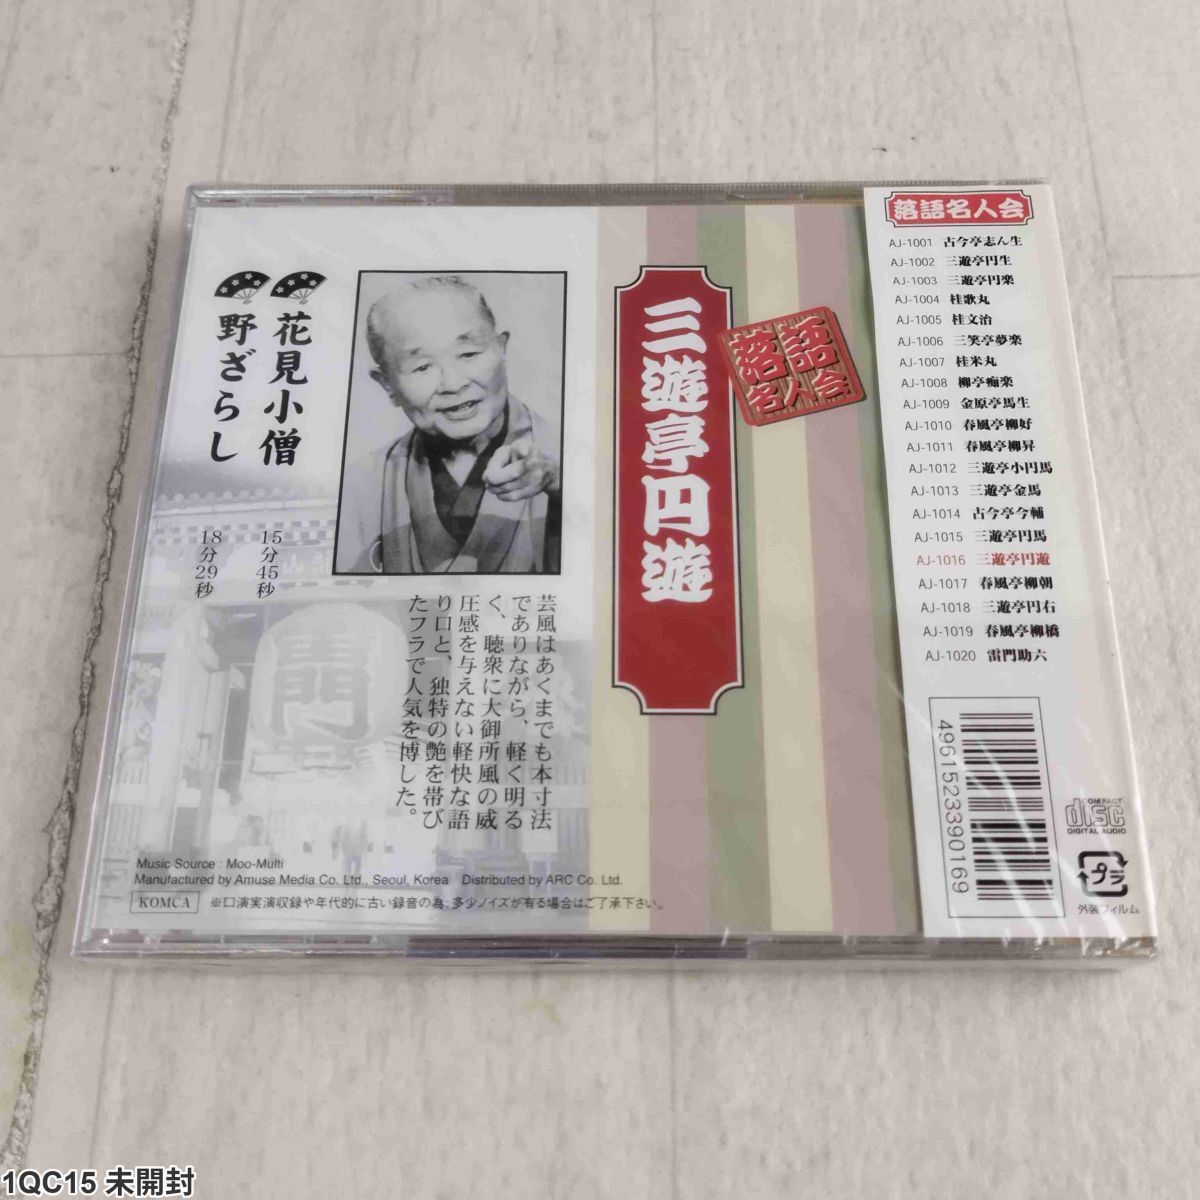 花見小僧
15分45秒
野ざらし
18分29秒
芸風はあくまでも本寸法
でありながら、軽く明る
く、聴衆に大御所風の威
圧感を与えない軽快な語
り口と、独特の艶を帯び
たフラで人気を博した。
三遊亭円遊
落語
名人会
Music Source : Moo-Multi
Manufactured by Amuse Media Co. Ltd., Seoul, Korea Distributed by ARC Co. Ltd.
KOMCA ※口演実演収録や年代的に古い録音の為、多少ノイズが有る場合はご了承下さい。
落語名人会
AJ-1001 古今亭志ん生
AJ-1002 三遊亭円生
AJ-1003 三遊亭円楽
AJ-1004 桂歌丸
AJ-1005 桂文治
AJ-1006 三笑亭夢楽
AJ-1007 桂米丸
AJ-1008 柳亭痴楽
AJ-1009 金原亭馬生
AJ-1010 春風亭柳好
AJ-1011 春風亭柳昇
AJ-1012 三遊亭小円馬
AJ-1013 三遊亭金馬
AJ-1014 古今亭今輔
AJ-1015 三遊亭円馬
AJ-1016 三遊亭円遊
AJ-1017 春風亭柳朝
AJ-1018 三遊亭円右
AJ-1019 春風亭柳橋
AJ-1020 雷門助六
4961523390169
COMPACT
disc
DIGITAL AUDIO
プラ
外装フィルム
1QC15 未開封